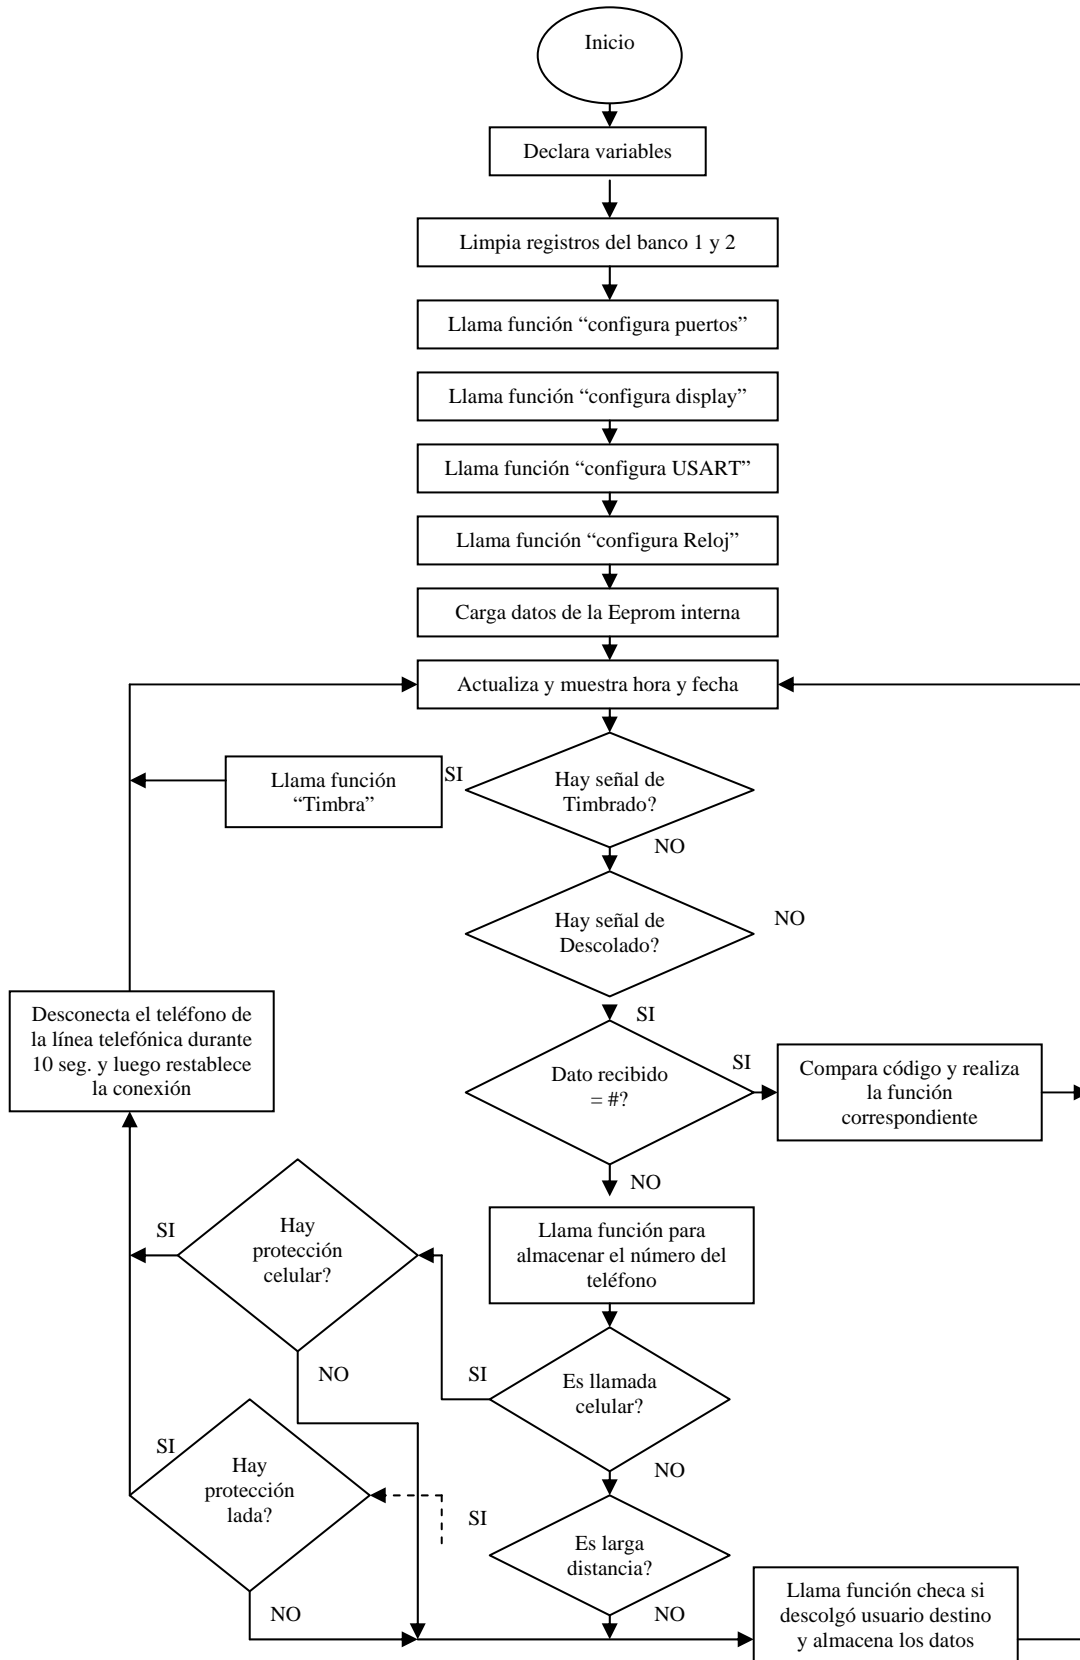 Inicio
Declara variables
Limpia registros del banco 1 y 2
Llama función “configura puertos”
Llama función “configura display”
Llama función “configura USART”
Llama función “configura Reloj”
Carga datos de la Eeprom interna
Actualiza y muestra hora y fecha
Llama función
“Timbra”
SI
Hay señal de
Timbrado?
NO
Hay señal de
Descolado?
NO
SI
Desconecta el teléfono de
la línea telefónica durante
10 seg. y luego restablece
la conexión
Dato recibido
= #?
SI
Compara código y realiza
la función
correspondiente
NO
Llama función para
almacenar el número del
teléfono
SI
Hay
protección
celular?
NO
SI
Es llamada
celular?
NO
SI
Hay
protección
lada?
NO
SI
Es larga
distancia?
NO
Llama función checa si
descolgó usuario destino
y almacena los datos